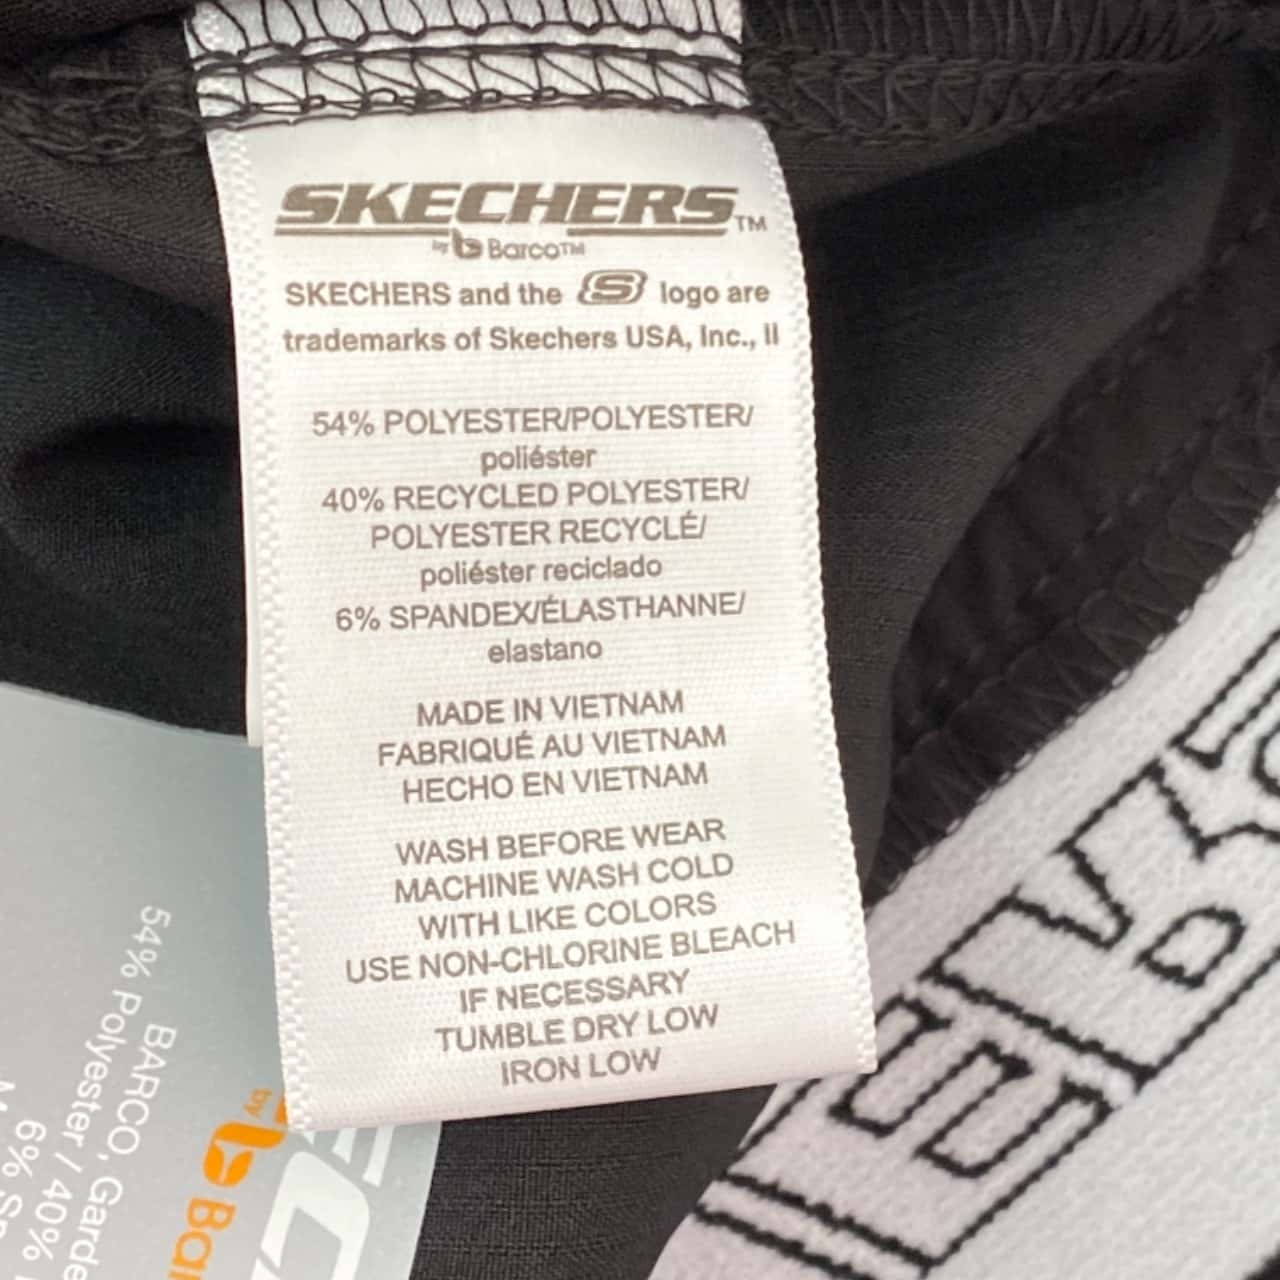 SKECHERS™
by Barco™
SKECHERS and the S logo are
trademarks of Skechers USA, Inc., II
54% POLYESTER/POLYESTER/
poliéster
40% RECYCLED POLYESTER/
POLYESTER RECYCLÉ/
poliéster reciclado
6% SPANDEX/ÉLASTHANNE/
elastano
MADE IN VIETNAM
FABRIQUÉ AU VIETNAM
HECHO EN VIETNAM
WASH BEFORE WEAR
MACHINE WASH COLD
WITH LIKE COLORS
USE NON-CHLORINE BLEACH
IF NECESSARY
TUMBLE DRY LOW
IRON LOW
by
BARCO,
54% Polyester / 40%
6%